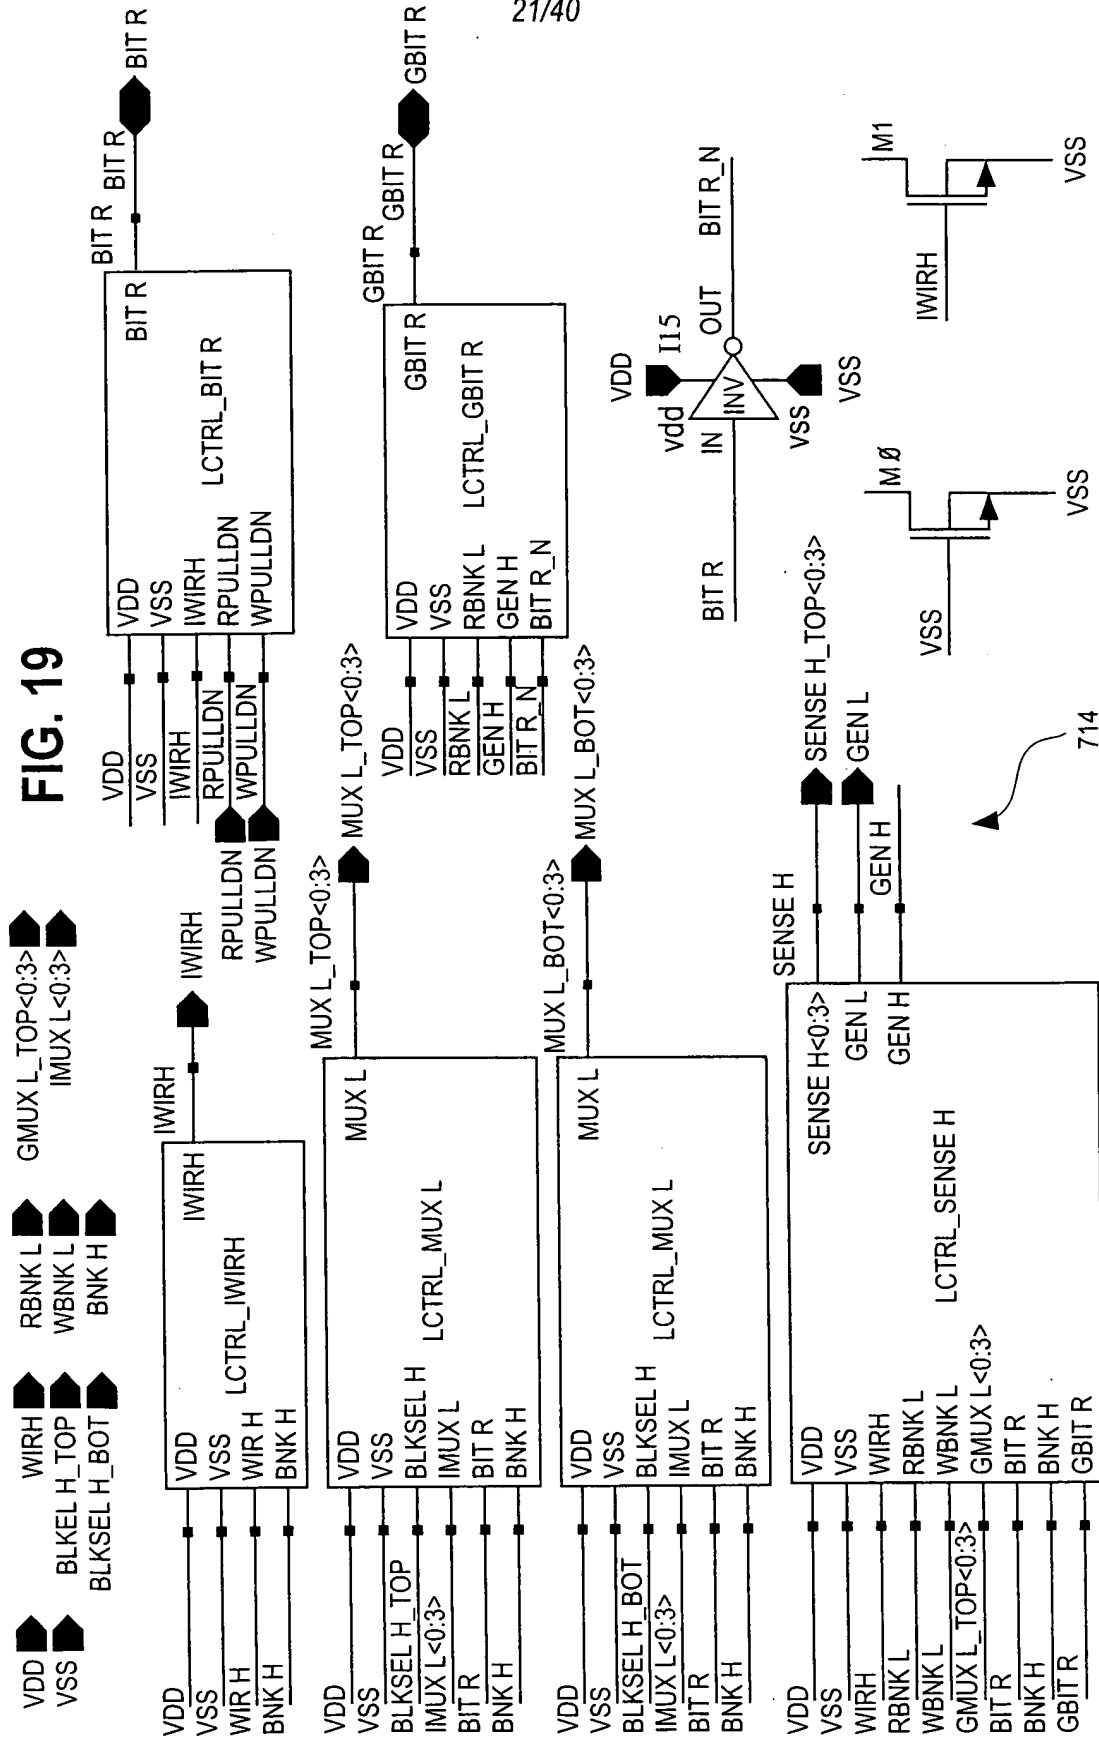 21/40
FIG. 19
VDD
VSS
WIRH
BLKEL H_TOP
BLKSEL H_BOT
RBNK L
WBNK L
BNK H
GMUX L_TOP<0:3>
IMUX L<0:3>
VDD
VSS
WIR H
BNK H
VDD
VSS
WIR H
BNK H
LCTRL_IWIRH
IWIRH
IWIRH
IWIRH
VDD
VSS
BLKSEL H_TOP
IMUX L<0:3>
BIT R
BNK H
VDD
VSS
BLKSEL H
IMUX L
BIT R
BNK H
LCTRL_MUX L
MUX L
MUX L_TOP<0:3>
MUX L_TOP<0:3>
VDD
VSS
BLKSEL H_BOT
IMUX L<0:3>
BIT R
BNK H
VDD
VSS
BLKSEL H
IMUX L
BIT R
BNK H
LCTRL_MUX L
MUX L
MUX L_BOT<0:3>
MUX L_BOT<0:3>
VDD
VSS
WIRH
RBNK L
WBNK L
GMUX L_TOP<0:3>
BIT R
BNK H
GBIT R
VDD
VSS
WIRH
RBNK L
WBNK L
GMUX L<0:3>
BIT R
BNK H
GBIT R
LCTRL_SENSE H
SENSE H<0:3>
GEN L
GEN H
SENSE H
GEN H
SENSE H_TOP<0:3>
GEN L
714
VDD
VSS
IWIRH
RPULLDN
WPULLDN
RPULLDN
WPULLDN
VDD
VSS
IWIRH
RPULLDN
WPULLDN
LCTRL_BIT R
BIT R
BIT R
BIT R
BIT R
VDD
VSS
RBNK L
GEN H
BIT R_N
VDD
VSS
RBNK L
GEN H
BIT R_N
LCTRL_GBIT R
GBIT R
GBIT R
GBIT R
GBIT R
BIT R
IN
INV
VDD
vdd
I15
OUT
BIT R_N
VSS
VSS
VSS
MØ
VSS
IWIRH
M1
VSS